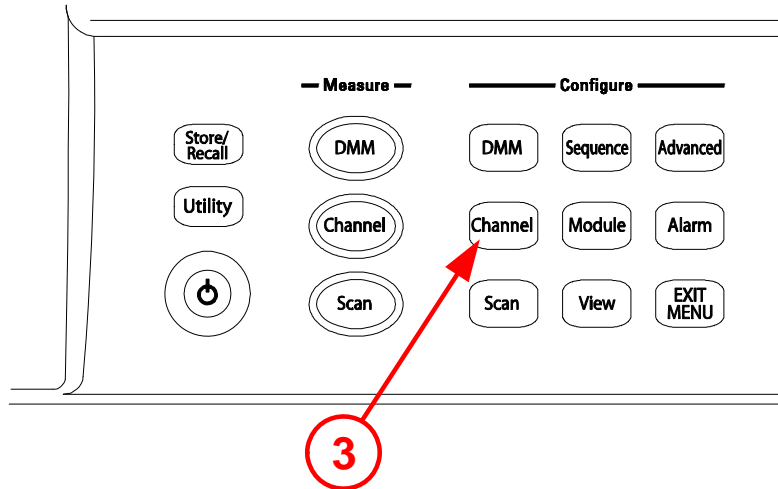 Measure
Configure
Store/
Recall
DMM
DMM
Sequence
Advanced
Utility
Channel
Channel
Module
Alarm
Scan
Scan
View
EXIT
MENU
3